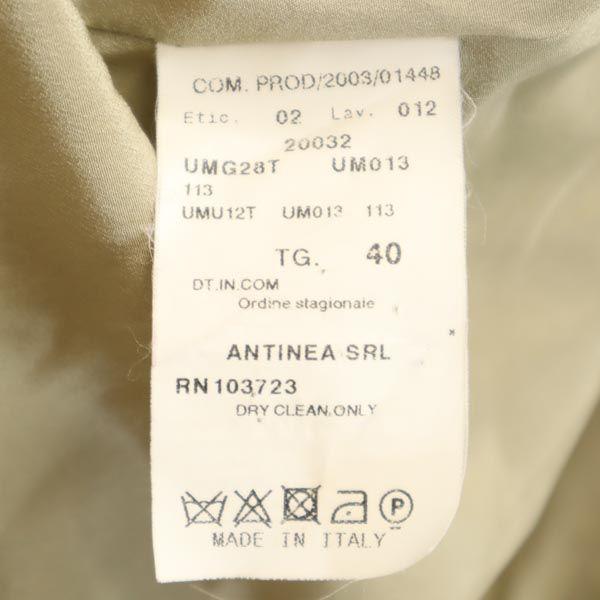 COM. PROD/2003/01448
Etic. 02 Lav. 012
20032
UMG28T UM013
113
UMU12T UM013 113
TG. 40
DT.IN.COM
Ordine stagionale
ANTINEA SRL
RN103723
DRY CLEAN ONLY
P
MADE IN ITALY